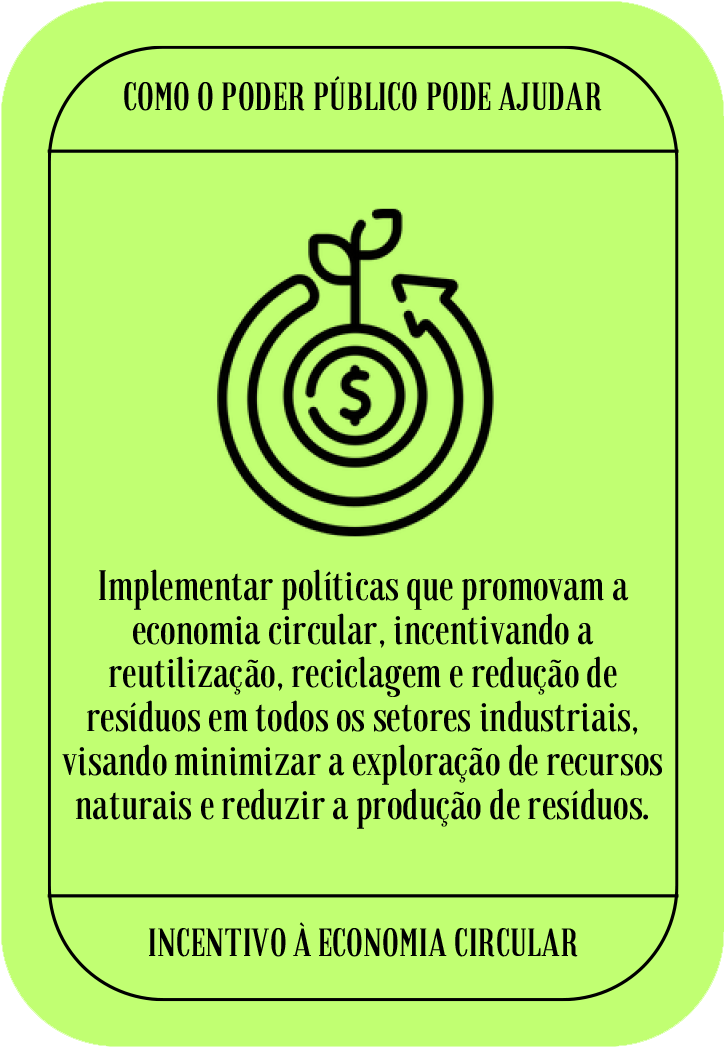 COMO O PODER PÚBLICO PODE AJUDAR
$
Implementar políticas que promovam a
economia circular, incentivando a
reutilização, reciclagem e redução de
resíduos em todos os setores industriais,
visando minimizar a exploração de recursos
naturais e reduzir a produção de resíduos.
INCENTIVO À ECONOMIA CIRCULAR